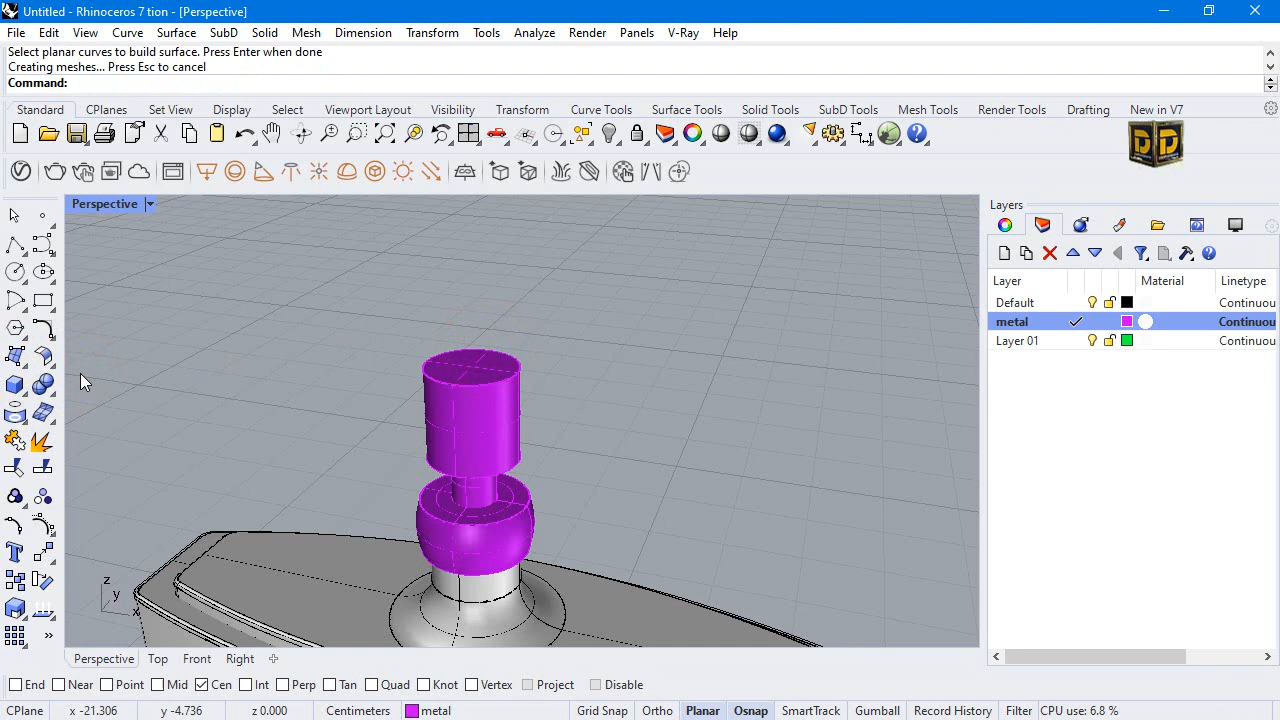 Untitled - Rhinoceros 7 tion - [Perspective]
File Edit View Curve Surface SubD Solid Mesh Dimension Transform Tools Analyze Render Panels V-Ray Help
Select planar curves to build surface. Press Enter when done
Creating meshes... Press Esc to cancel
Command:
Standard CPlanes Set View Display Select Viewport Layout Visibility Transform Curve Tools Surface Tools Solid Tools SubD Tools Mesh Tools Render Tools Drafting New in V7
Perspective
Layers
Layer Material Linetype
Default Continuou
metal Continuou
Layer 01 Continuou
z
y
x
Perspective Top Front Right
End Near Point Mid Cen Int Perp Tan Quad Knot Vertex Project Disable
CPlane x -21.306 y -4.736 z 0.000 Centimeters metal Grid Snap Ortho Planar Osnap SmartTrack Gumball Record History Filter CPU use: 6.8 %